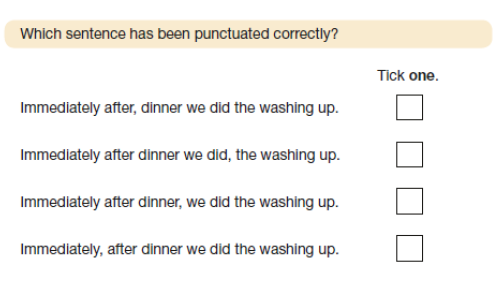 Which sentence has been punctuated correctly?
Tick one.
Immediately after, dinner we did the washing up.
Immediately after dinner we did, the washing up.
Immediately after dinner, we did the washing up.
Immediately, after dinner we did the washing up.